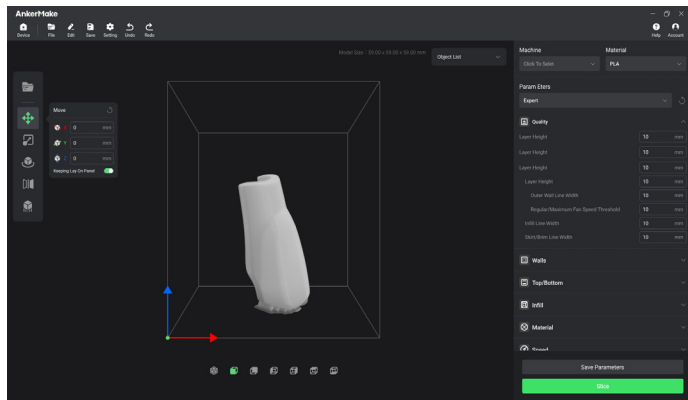 AnkerMake
Device File Edit Save Setting Undo Redo Help Account
Model Size : 59.00 x 59.00 x 59.00 mm
Object List
Move
X 0 mm
Y 0 mm
Z 0 mm
Keeping Lay On Panel
Machine Material
Click To Selet PLA
Param Eters
Expert
Quality
Layer Height 10 mm
Layer Height 10 mm
Layer Height 10 mm
Layer Height 10 mm
Outer Wall Line Width 10 mm
Regular/Maximum Fan Speed Threshold 10 mm
Infill Line Width 10 mm
Skirt/Brim Line Width 10 mm
Walls
Top/Bottom
Infill
Material
Speed
Save Parameters
Slice